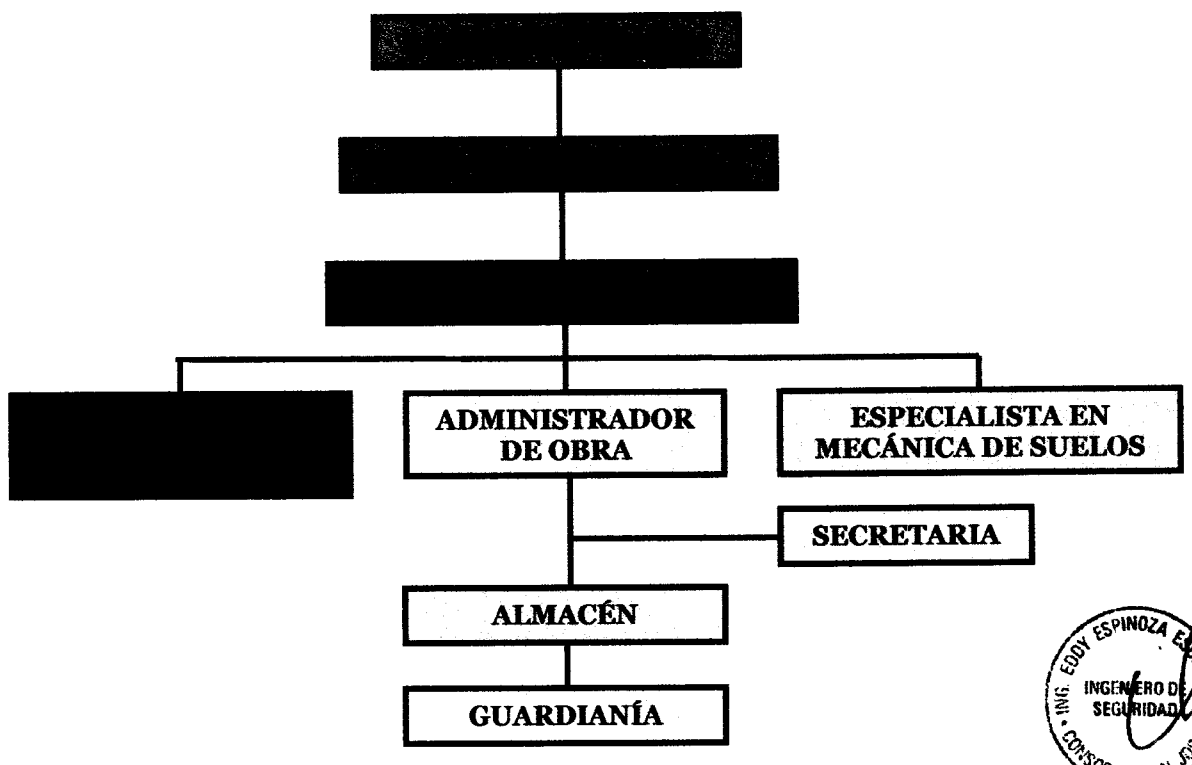 ADMINISTRADOR
DE OBRA
ESPECIALISTA EN
MECÁNICA DE SUELOS
SECRETARIA
ALMACÉN
GUARDIANÍA
ING. EDDY ESPINOZA
INGENIERO DE
SEGURIDAD